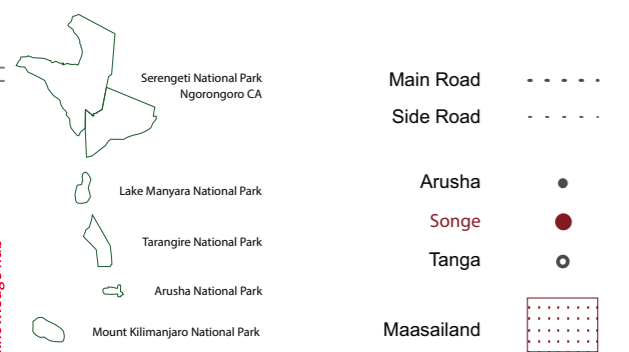 Serengeti National Park
Ngorongoro CA
Lake Manyara National Park
Tarangire National Park
Arusha National Park
Mount Kilimanjaro National Park
Main Road
Side Road
Arusha
Songe
Tanga
Maasailand